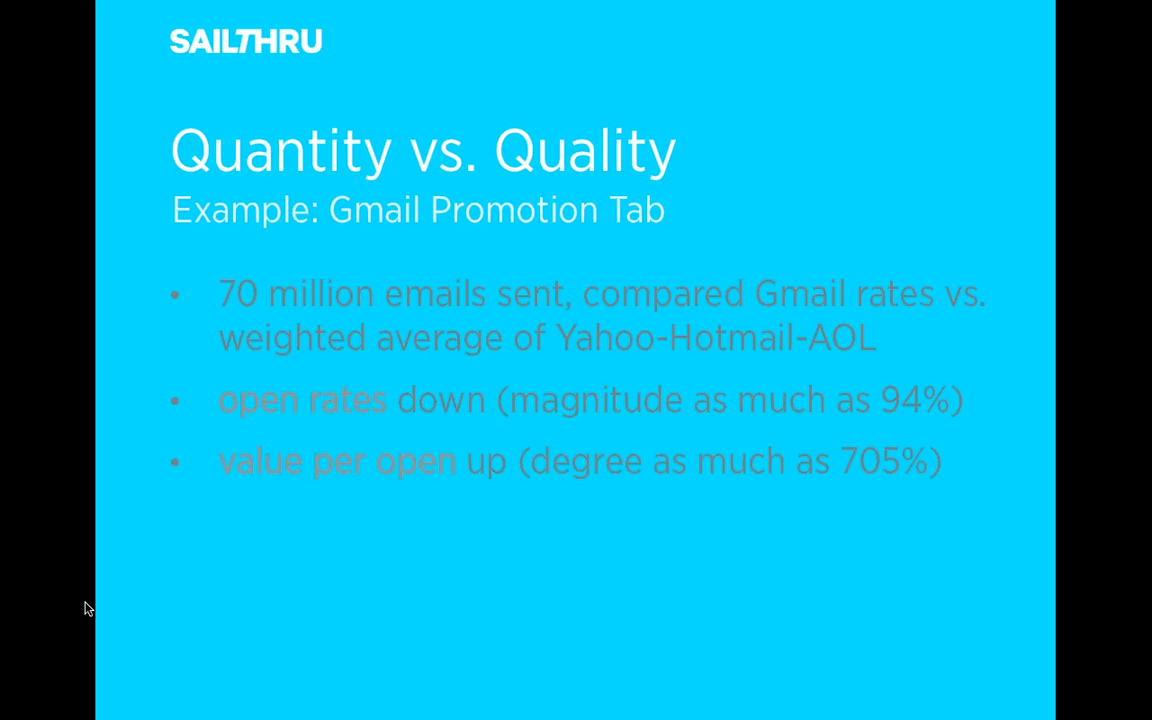 SAILTHRU
Quantity vs. Quality
Example: Gmail Promotion Tab
• 70 million emails sent, compared Gmail rates vs.
weighted average of Yahoo-Hotmail-AOL
• open rates down (magnitude as much as 94%)
• value per open up (degree as much as 705%)